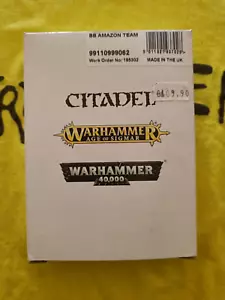 BB AMAZON TEAM
99110999062
Work Order No: 185352
MADE IN THE UK
CITADEL
WARHAMMER
AGE OF SIGMAR
WARHAMMER
40,000